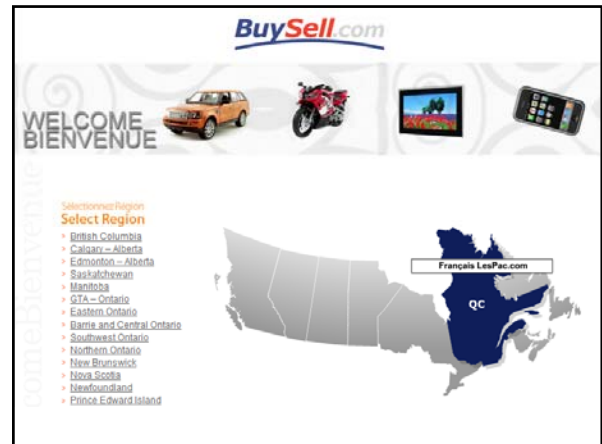 BuySell.com
WELCOME
BIENVENUE
Sélectionnez Région
Select Region
British Columbia
Calgary – Alberta
Edmonton – Alberta
Saskatchewan
Manitoba
GTA – Ontario
Eastern Ontario
Barrie and Central Ontario
Southwest Ontario
Northern Ontario
New Brunswick
Nova Scotia
Newfoundland
Prince Edward Island
Français LesPac.com
QC